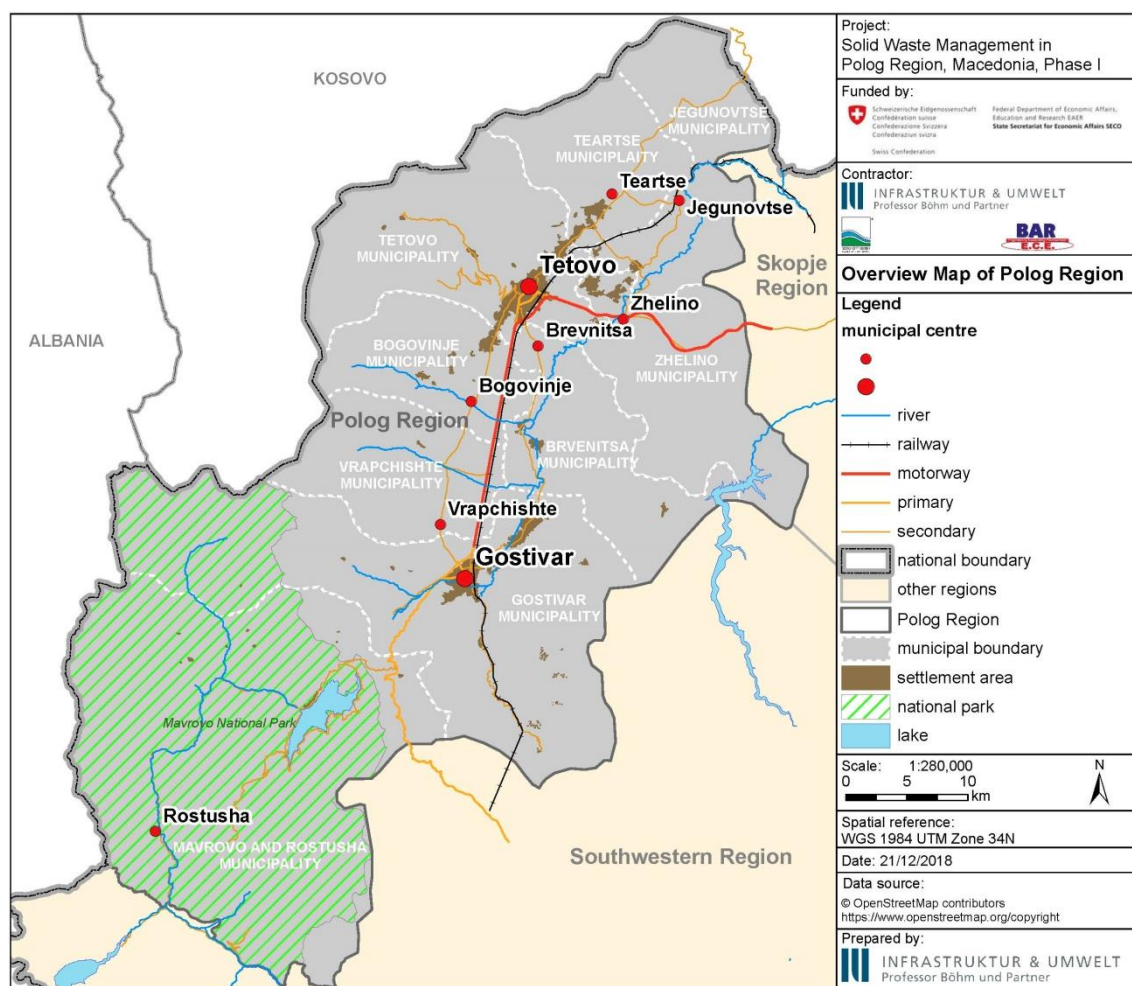 KOSOVO
ALBANIA
JEGUNOVTSE
MUNICIPALITY
TEARTSE
MUNICIPLAITY
Teartse
Jegunovtse
TETOVO
MUNICIPALITY
Tetovo
Skopje
Region
Zhelino
Brevnitsa
BOGOVINJE
MUNICIPALITY
ZHELINO
MUNICIPALITY
Bogovinje
Polog Region
BRVENITSA
MUNICIPALITY
VRAPCHISHTE
MUNICIPALITY
Vrapchishte
Gostivar
GOSTIVAR
MUNICIPALITY
Mavrovo National Park
Rostusha
MAVROVO AND ROSTUSHA
MUNICIPALITY
Southwestern Region
Project:
Solid Waste Management in
Polog Region, Macedonia, Phase I
Funded by:
Schweizerische Eidgenossenschaft
Confédération suisse
Confederazione Svizzera
Confederaziun svizra
Swiss Confederation
Federal Department of Economic Affairs,
Education and Research EAER
State Secretariat for Economic Affairs SECO
Contractor:
INFRASTRUKTUR & UMWELT
Professor Böhm und Partner
BAR
E.C.E.
Overview Map of Polog Region
Legend
municipal centre
river
railway
motorway
primary
secondary
national boundary
other regions
Polog Region
municipal boundary
settlement area
national park
lake
Scale: 1:280,000
0 5 10
km
N
Spatial reference:
WGS 1984 UTM Zone 34N
Date: 21/12/2018
Data source:
© OpenStreetMap contributors
https://www.openstreetmap.org/copyright
Prepared by:
INFRASTRUKTUR & UMWELT
Professor Böhm und Partner